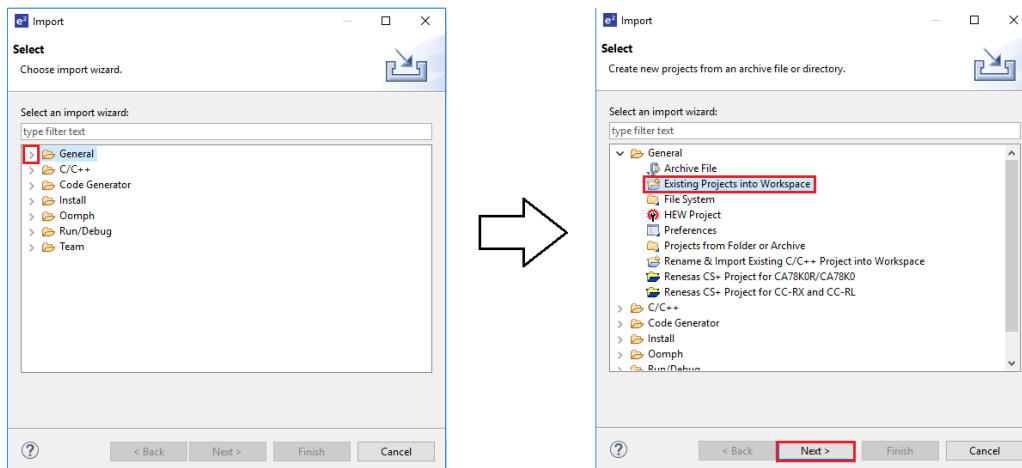 e² Import
Select
Choose import wizard.
Select an import wizard:
type filter text
General
C/C++
Code Generator
Install
Oomph
Run/Debug
Team
? < Back Next > Finish Cancel
e² Import
Select
Create new projects from an archive file or directory.
Select an import wizard:
type filter text
General
Archive File
Existing Projects into Workspace
File System
HEW Project
Preferences
Projects from Folder or Archive
Rename & Import Existing C/C++ Project into Workspace
Renesas CS+ Project for CA78K0R/CA78K0
Renesas CS+ Project for CC-RX and CC-RL
C/C++
Code Generator
Install
Oomph
Run/Debug
? < Back Next > Finish Cancel